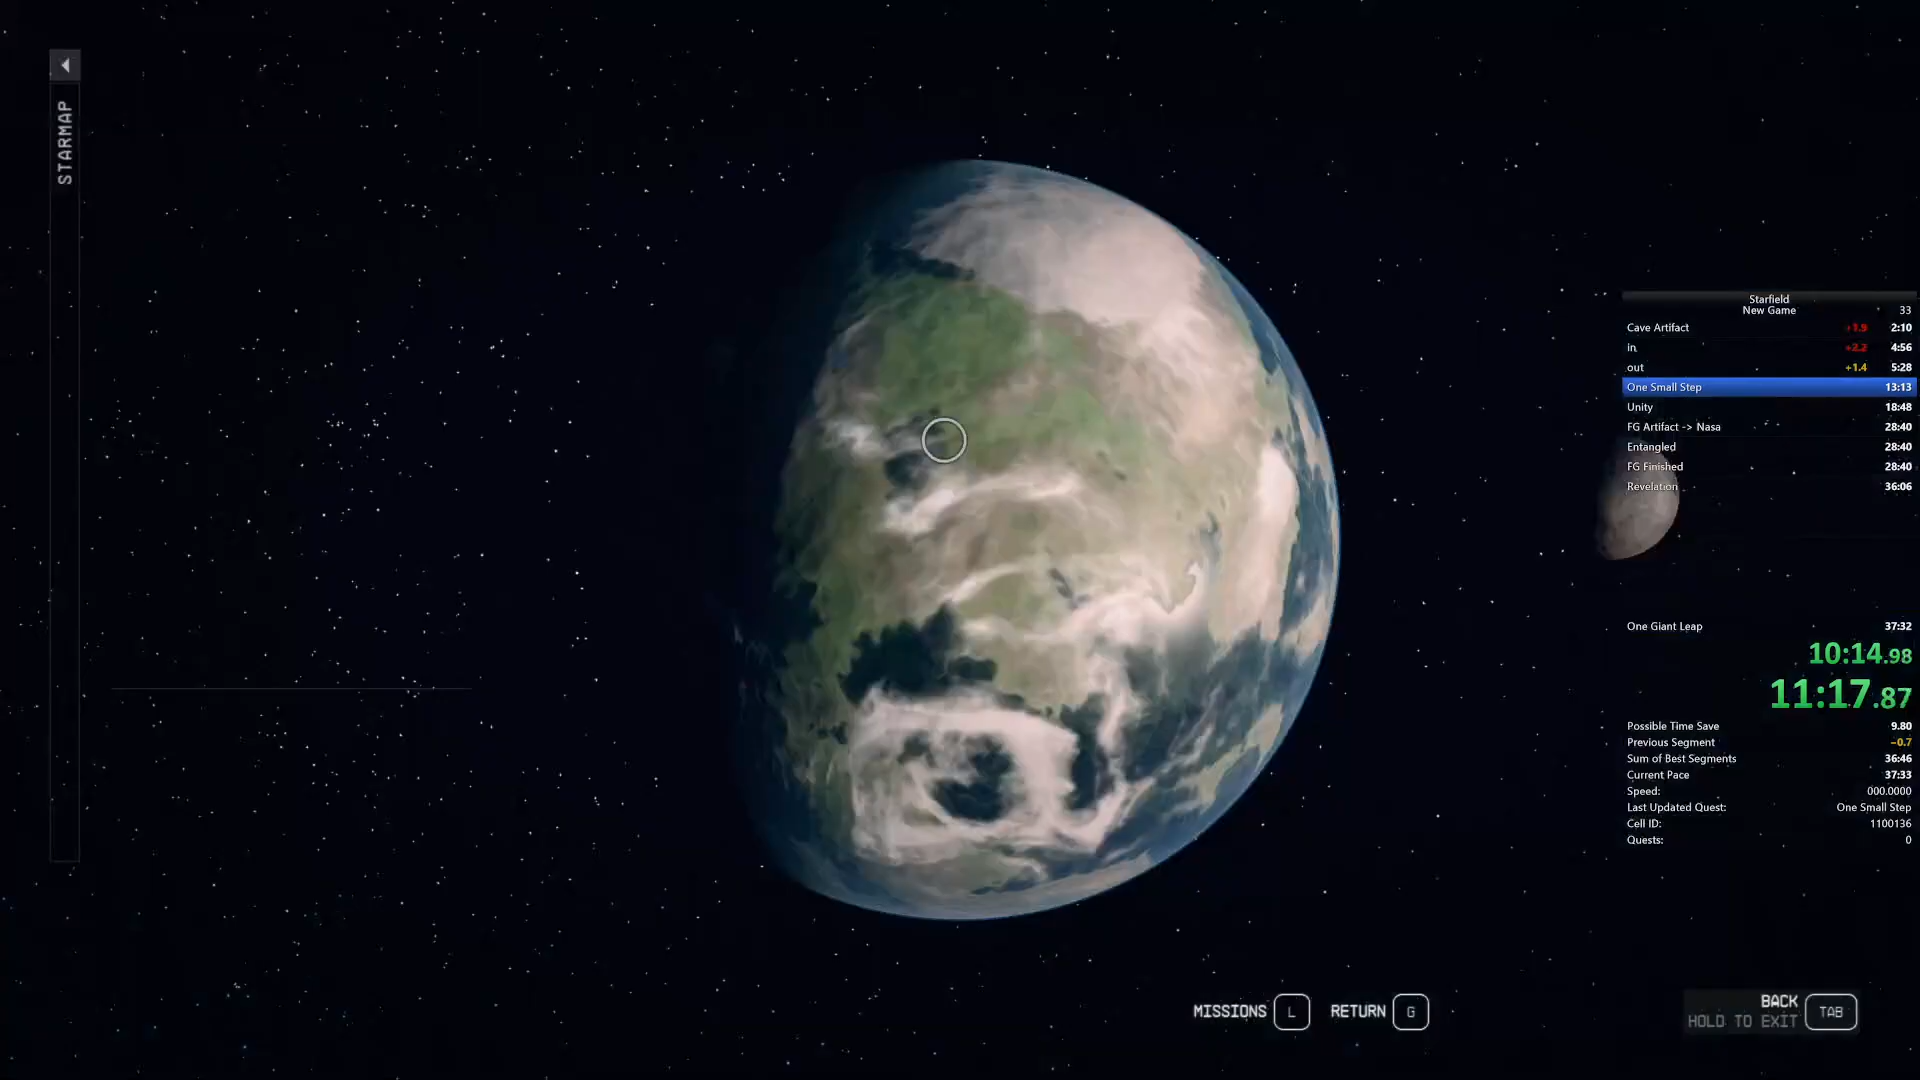 STARMAP
Starfield
New Game 33
Cave Artifact +1.9 2:10
in +2.2 4:56
out +1.4 5:28
One Small Step 13:13
Unity 18:48
FG Artifact -> Nasa 28:40
Entangled 28:40
FG Finished 28:40
Revelation 36:06
One Giant Leap 37:32
10:14.98
11:17.87
Possible Time Save 9.80
Previous Segment −0.7
Sum of Best Segments 36:46
Current Pace 37:33
Speed: 000.0000
Last Updated Quest: One Small Step
Cell ID: 1100136
Quests: 0
MISSIONS L RETURN G
BACK TAB
HOLD TO EXIT